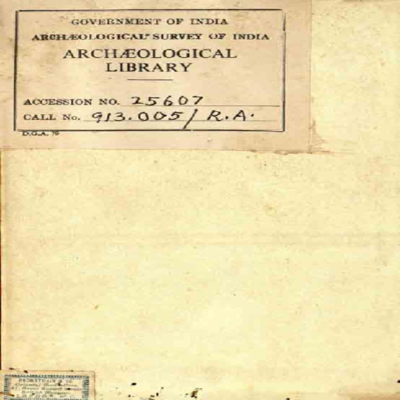 GOVERNMENT OF INDIA
ARCHÆOLOGICAL SURVEY OF INDIA
ARCHÆOLOGICAL
LIBRARY
ACCESSION NO. 25607
CALL No. 913.005/R.A.
D.G.A. 79